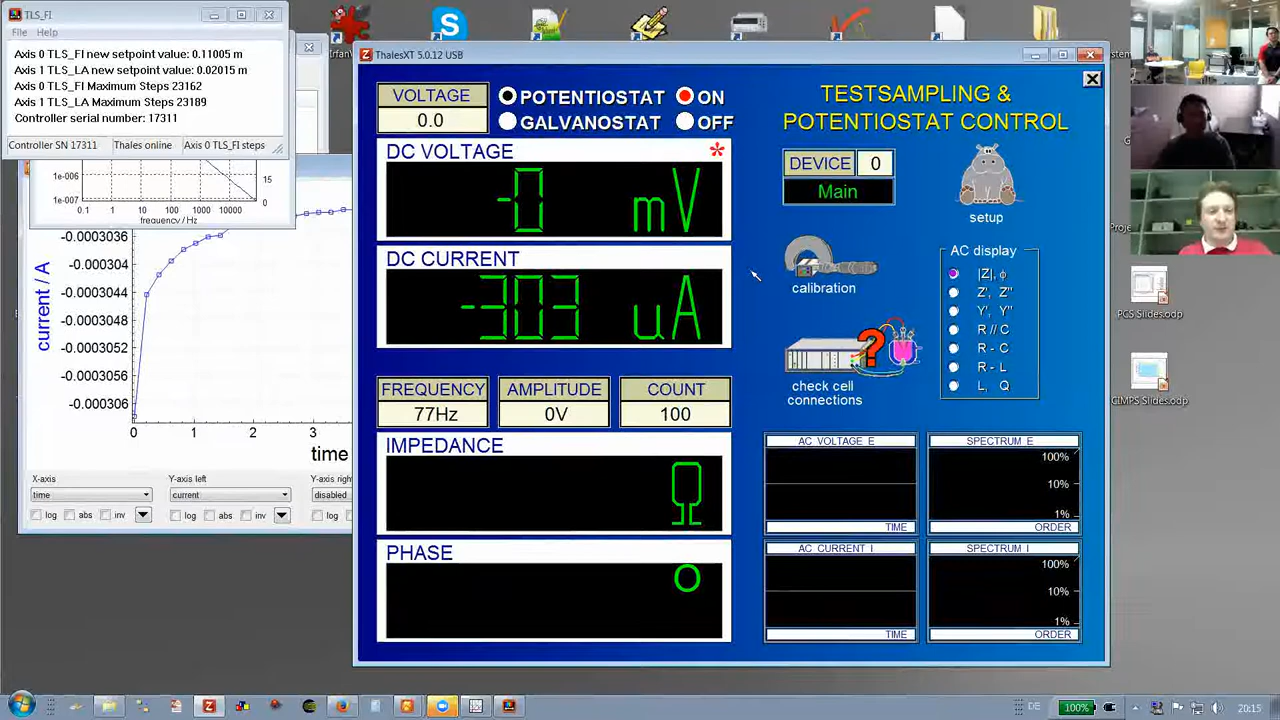 TLS_FI
File Help
Axis 0 TLS_FI new setpoint value: 0.11005 m
Axis 1 TLS_LA new setpoint value: 0.02015 m
Axis 0 TLS_FI Maximum Steps 23162
Axis 1 TLS_LA Maximum Steps 23189
Controller serial number: 17311
Controller SN 17311 Thales online Axis 0 TLS_FI steps
1e-006
1e-007
15
0
0.1 1 10 100 1000 10000
frequency / Hz
current / A
-0.0003036
-0.000304
-0.0003044
-0.0003048
-0.0003052
-0.0003056
-0.000306
0 1 2 3
time
X-axis
time
log abs inv
Y-axis left
current
log abs inv
Y-axis right
disabled
log
ThalesXT 5.0.12 USB
VOLTAGE
0.0
POTENTIOSTAT
GALVANOSTAT
ON
OFF
DC VOLTAGE
*
-0 mV
DC CURRENT
-303 uA
FREQUENCY
77Hz
AMPLITUDE
0V
COUNT
100
IMPEDANCE
Ω
PHASE
o
TESTSAMPLING &
POTENTIOSTAT CONTROL
DEVICE 0
Main
setup
calibration
?
check cell
connections
AC display
|Z|, ϕ
Z', Z"
Y', Y"
R // C
R - C
R - L
L, Q
AC VOLTAGE E
TIME
SPECTRUM E
100%
10%
1%
ORDER
AC CURRENT I
TIME
SPECTRUM I
100%
10%
1%
ORDER
PCS Slides.odp
CIMPS Slides.odp
DE
100%
20:15